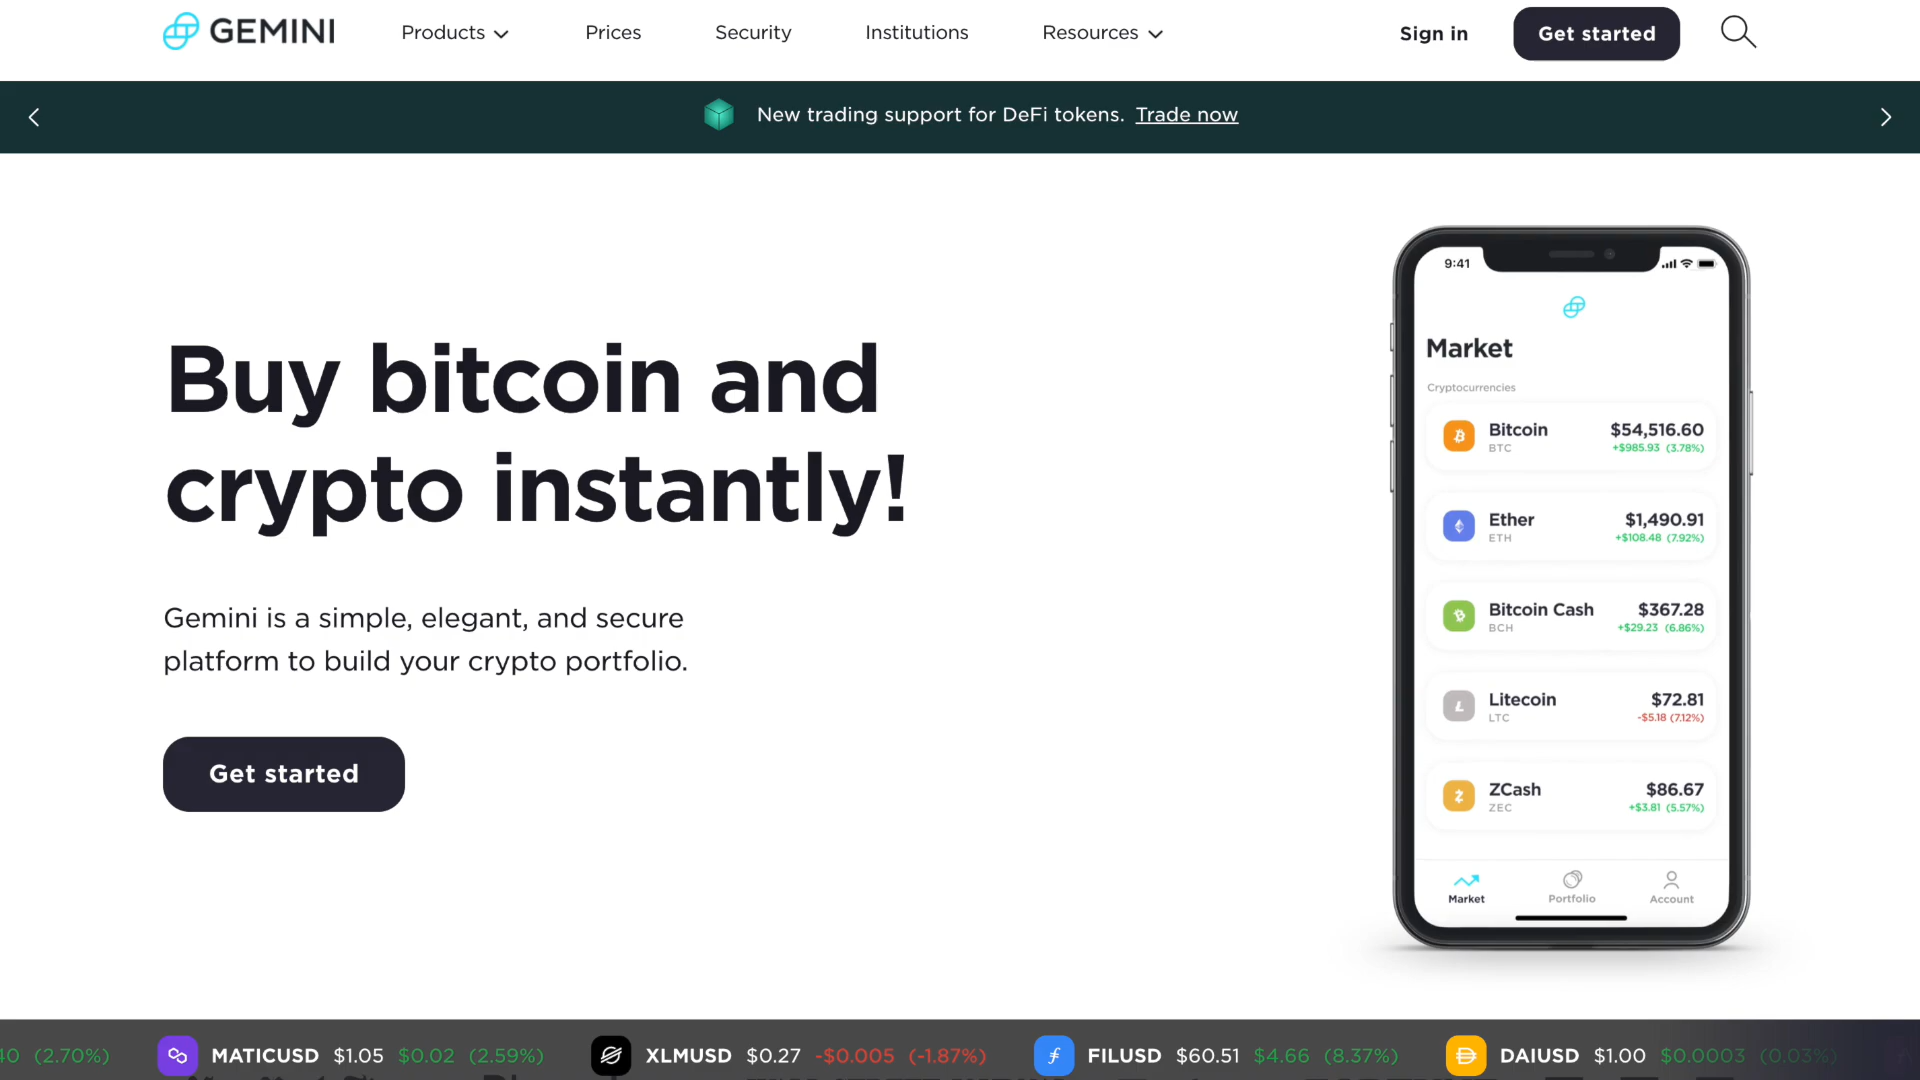 GEMINI
Products
Prices
Security
Institutions
Resources
Sign in
Get started
New trading support for DeFi tokens. Trade now
Buy bitcoin and
crypto instantly!
Gemini is a simple, elegant, and secure
platform to build your crypto portfolio.
Get started
9:41
Market
Cryptocurrencies
Bitcoin $54,516.60
BTC +$985.93 (3.78%)
Ether $1,490.91
ETH +$108.48 (7.92%)
Bitcoin Cash $367.28
BCH +$29.23 (6.86%)
Litecoin $72.81
LTC -$5.18 (7.12%)
ZCash $86.67
ZEC +$3.81 (5.57%)
Market Portfolio Account
40 (2.70%) MATICUSD $1.05 $0.02 (2.59%) XLMUSD $0.27 -$0.005 (-1.87%) FILUSD $60.51 $4.66 (8.37%) DAIUSD $1.00 $0.0003 (0.03%)